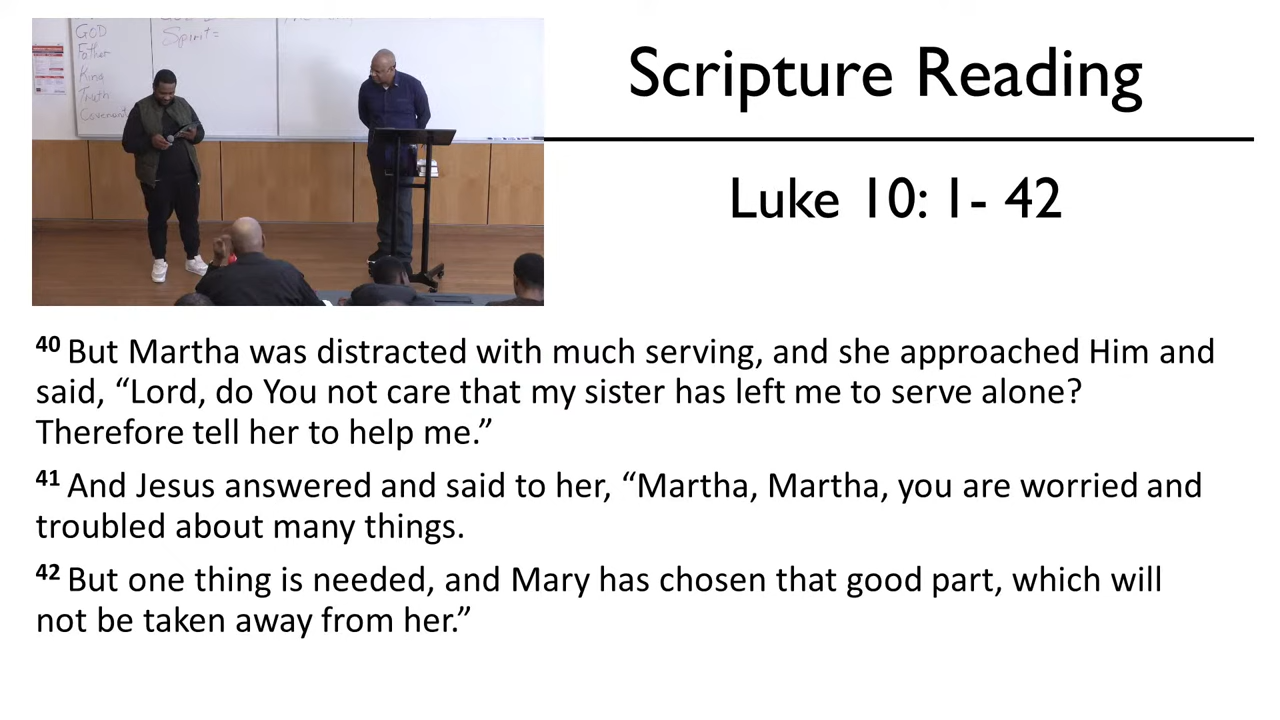 GOD
Father
King
Truth
Covenant
Spirit=
Scripture Reading
Luke 10: 1- 42
40 But Martha was distracted with much serving, and she approached Him and
said, “Lord, do You not care that my sister has left me to serve alone?
Therefore tell her to help me.”
41 And Jesus answered and said to her, “Martha, Martha, you are worried and
troubled about many things.
42 But one thing is needed, and Mary has chosen that good part, which will
not be taken away from her.”